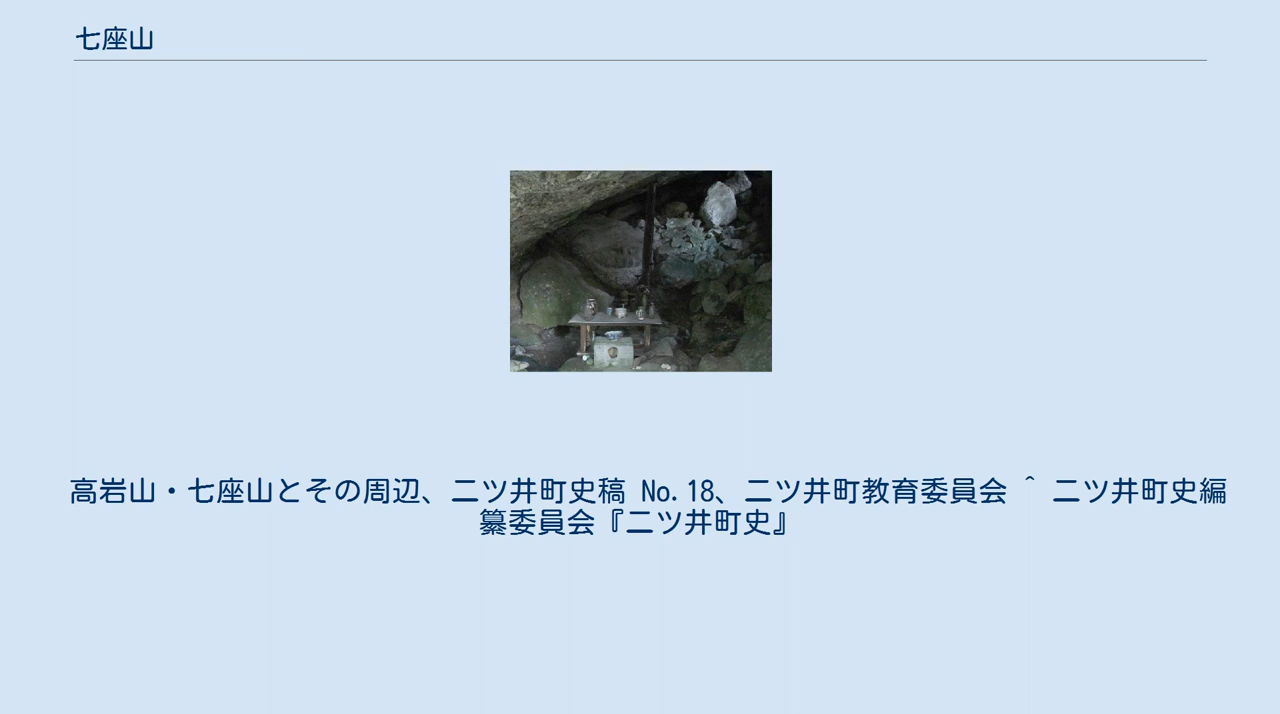 七座山
高岩山・七座山とその周辺、二ツ井町史稿 No.18、二ツ井町教育委員会 ^ 二ツ井町史編
纂委員会『二ツ井町史』